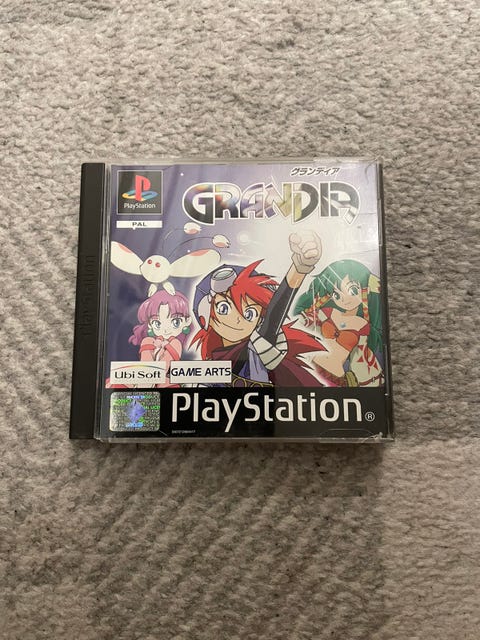 グランディア
GRANDIA
PlayStation
PAL
PlayStation
Ubi Soft
GAME ARTS
PlayStation®